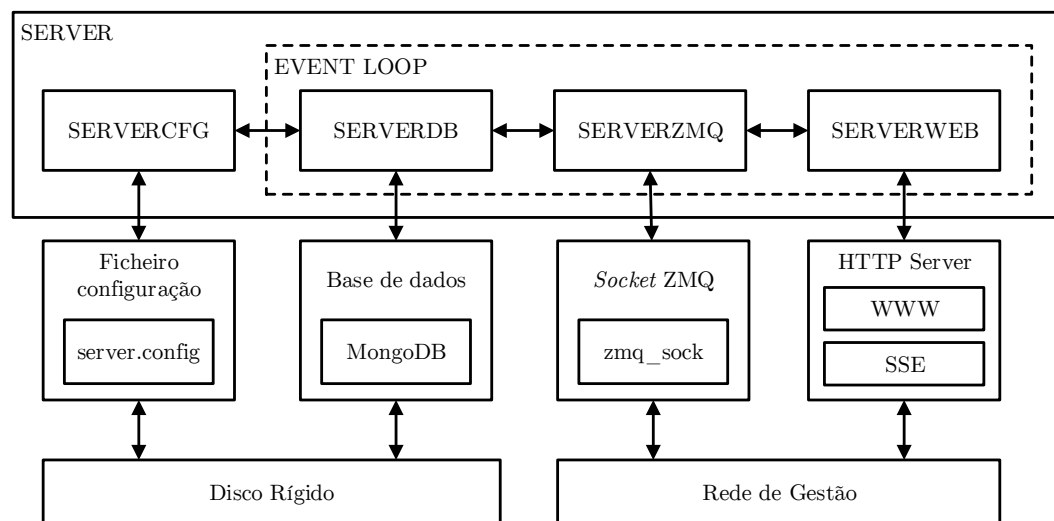 SERVER
EVENT LOOP
SERVERCFG
SERVERDB
SERVERZMQ
SERVERWEB
Ficheiro
configuração
server.config
Base de dados
MongoDB
Socket ZMQ
zmq_sock
HTTP Server
WWW
SSE
Disco Rígido
Rede de Gestão